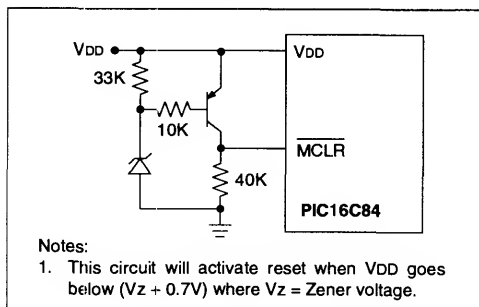 VDD
VDD
33K
10K
MCLR
40K
PIC16C84
Notes:
1. This circuit will activate reset when VDD goes
below (Vz + 0.7V) where Vz = Zener voltage.